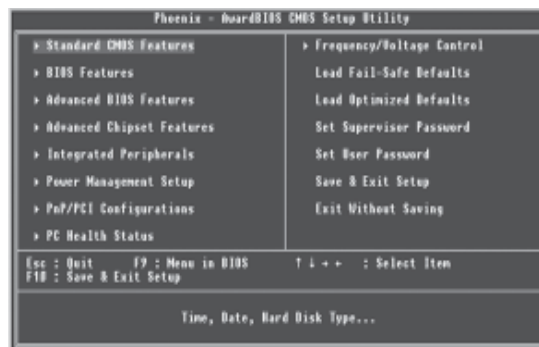 Phoenix - AwardBIOS CMOS Setup Utility
▸ Standard CMOS Features
▸ BIOS Features
▸ Advanced BIOS Features
▸ Advanced Chipset Features
▸ Integrated Peripherals
▸ Power Management Setup
▸ PnP/PCI Configurations
▸ PC Health Status
▸ Frequency/Voltage Control
Load Fail-Safe Defaults
Load Optimized Defaults
Set Supervisor Password
Set User Password
Save & Exit Setup
Exit Without Saving
Esc : Quit F9 : Menu in BIOS ↑ ↓ → ← : Select Item
F10 : Save & Exit Setup
Time, Date, Hard Disk Type...